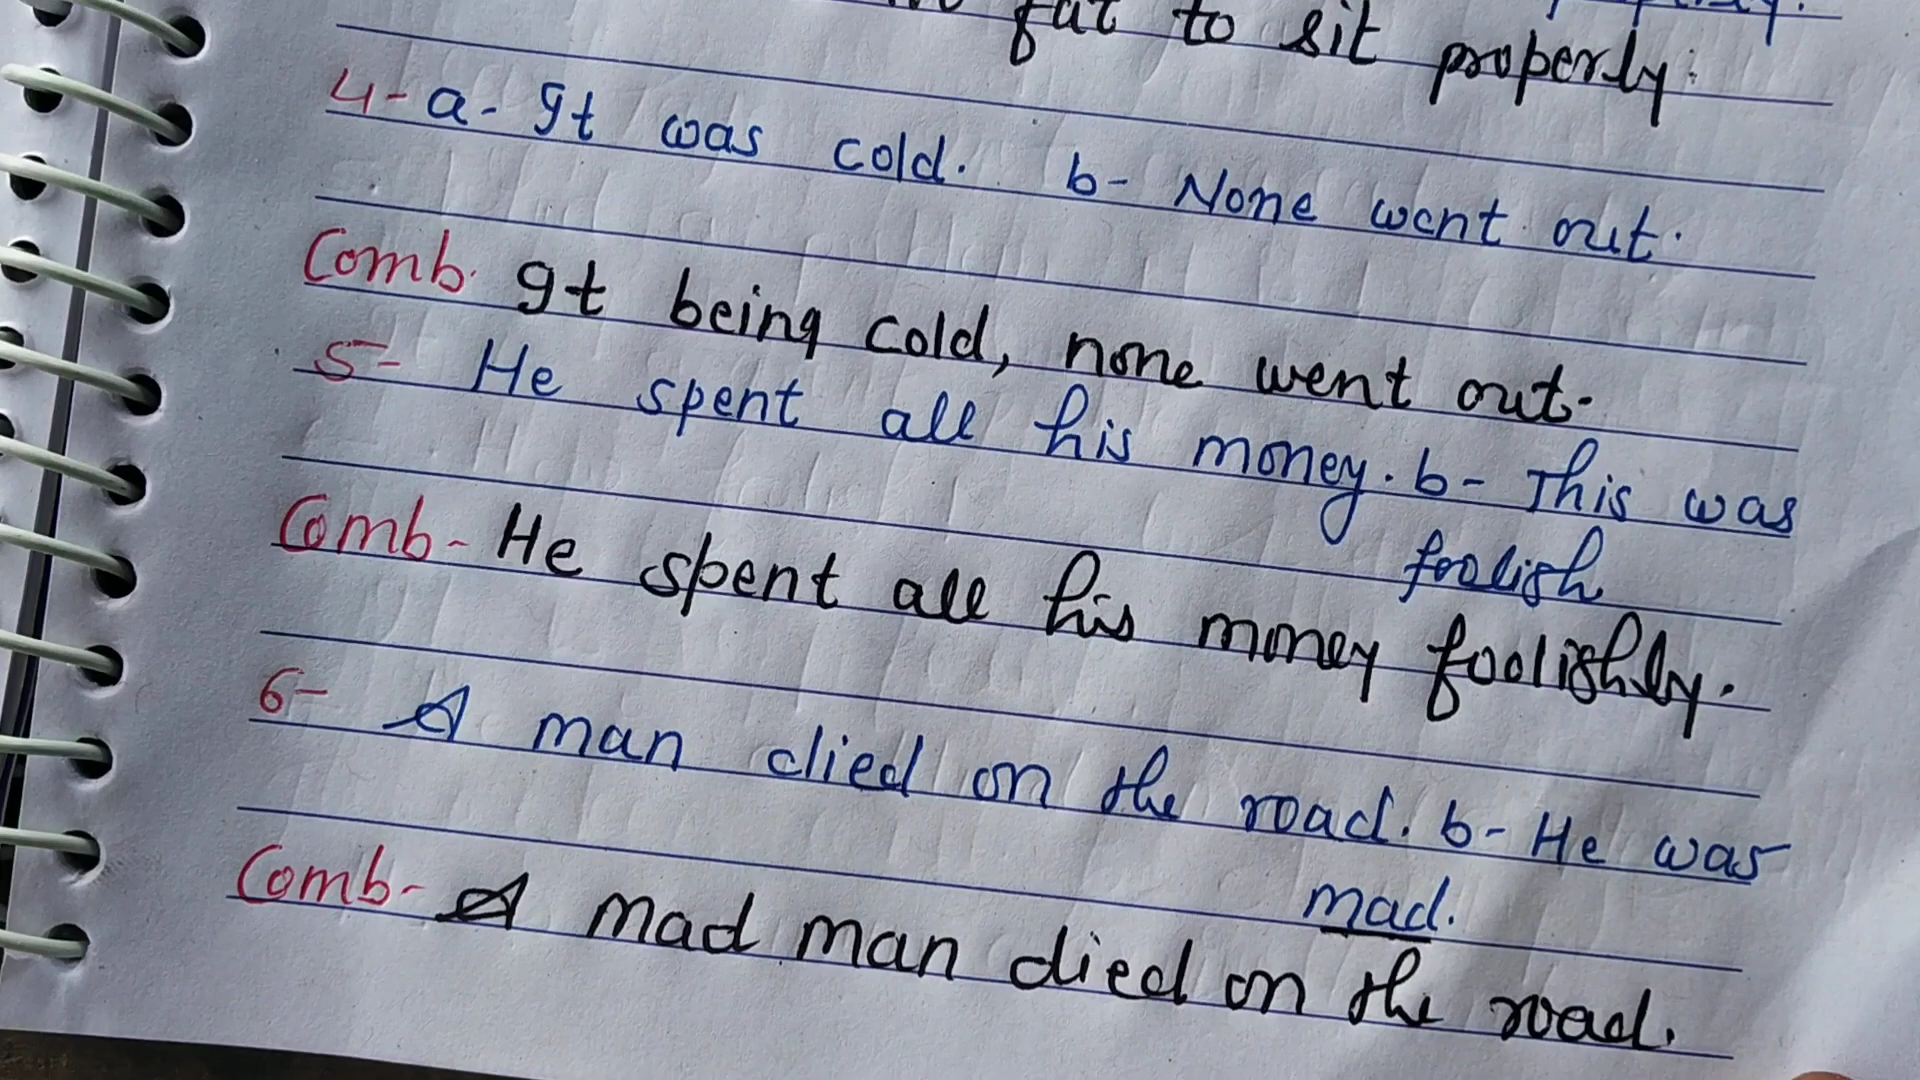 fat to sit properly.
4-a- It was cold. b- None went out.
Comb. It being cold, none went out.
5- He spent all his money. b- This was
foolish
Comb- He spent all his money foolishly.
6- A man died on the road. b- He was
mad.
Comb- A mad man died on the road.